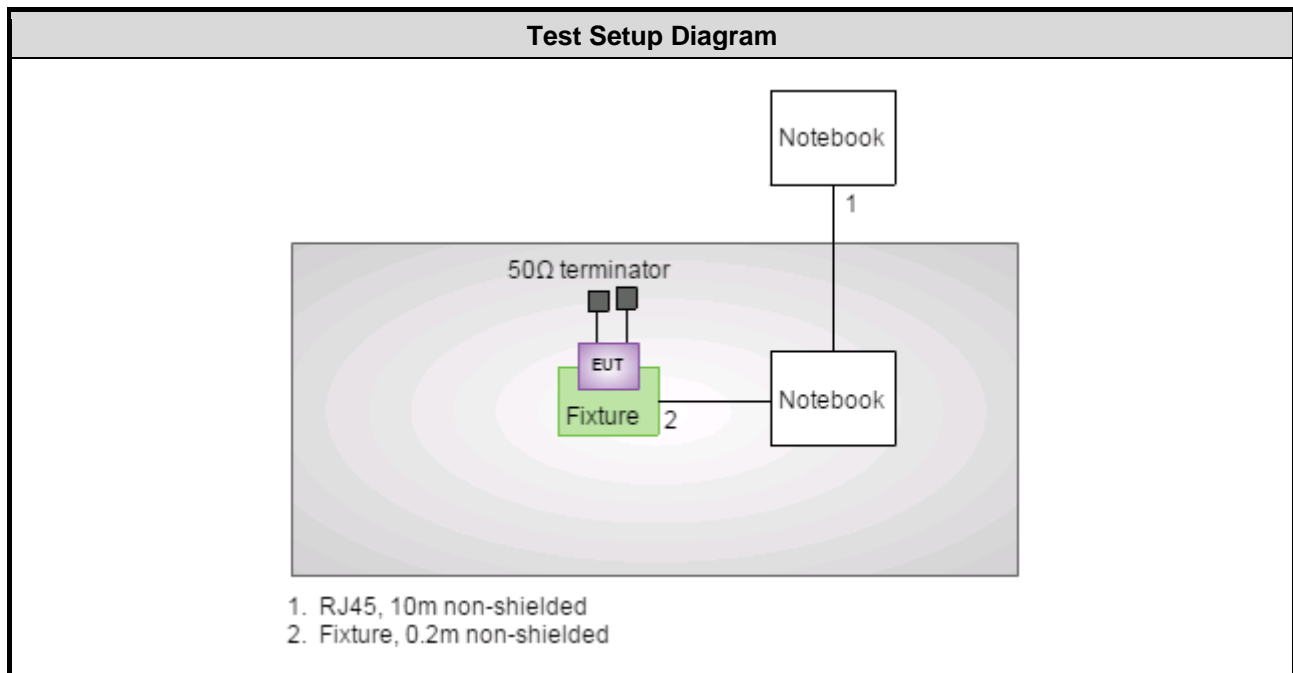 Test Setup Diagram
Notebook
1
50Ω terminator
EUT
Fixture
2
Notebook
1. RJ45, 10m non-shielded
2. Fixture, 0.2m non-shielded